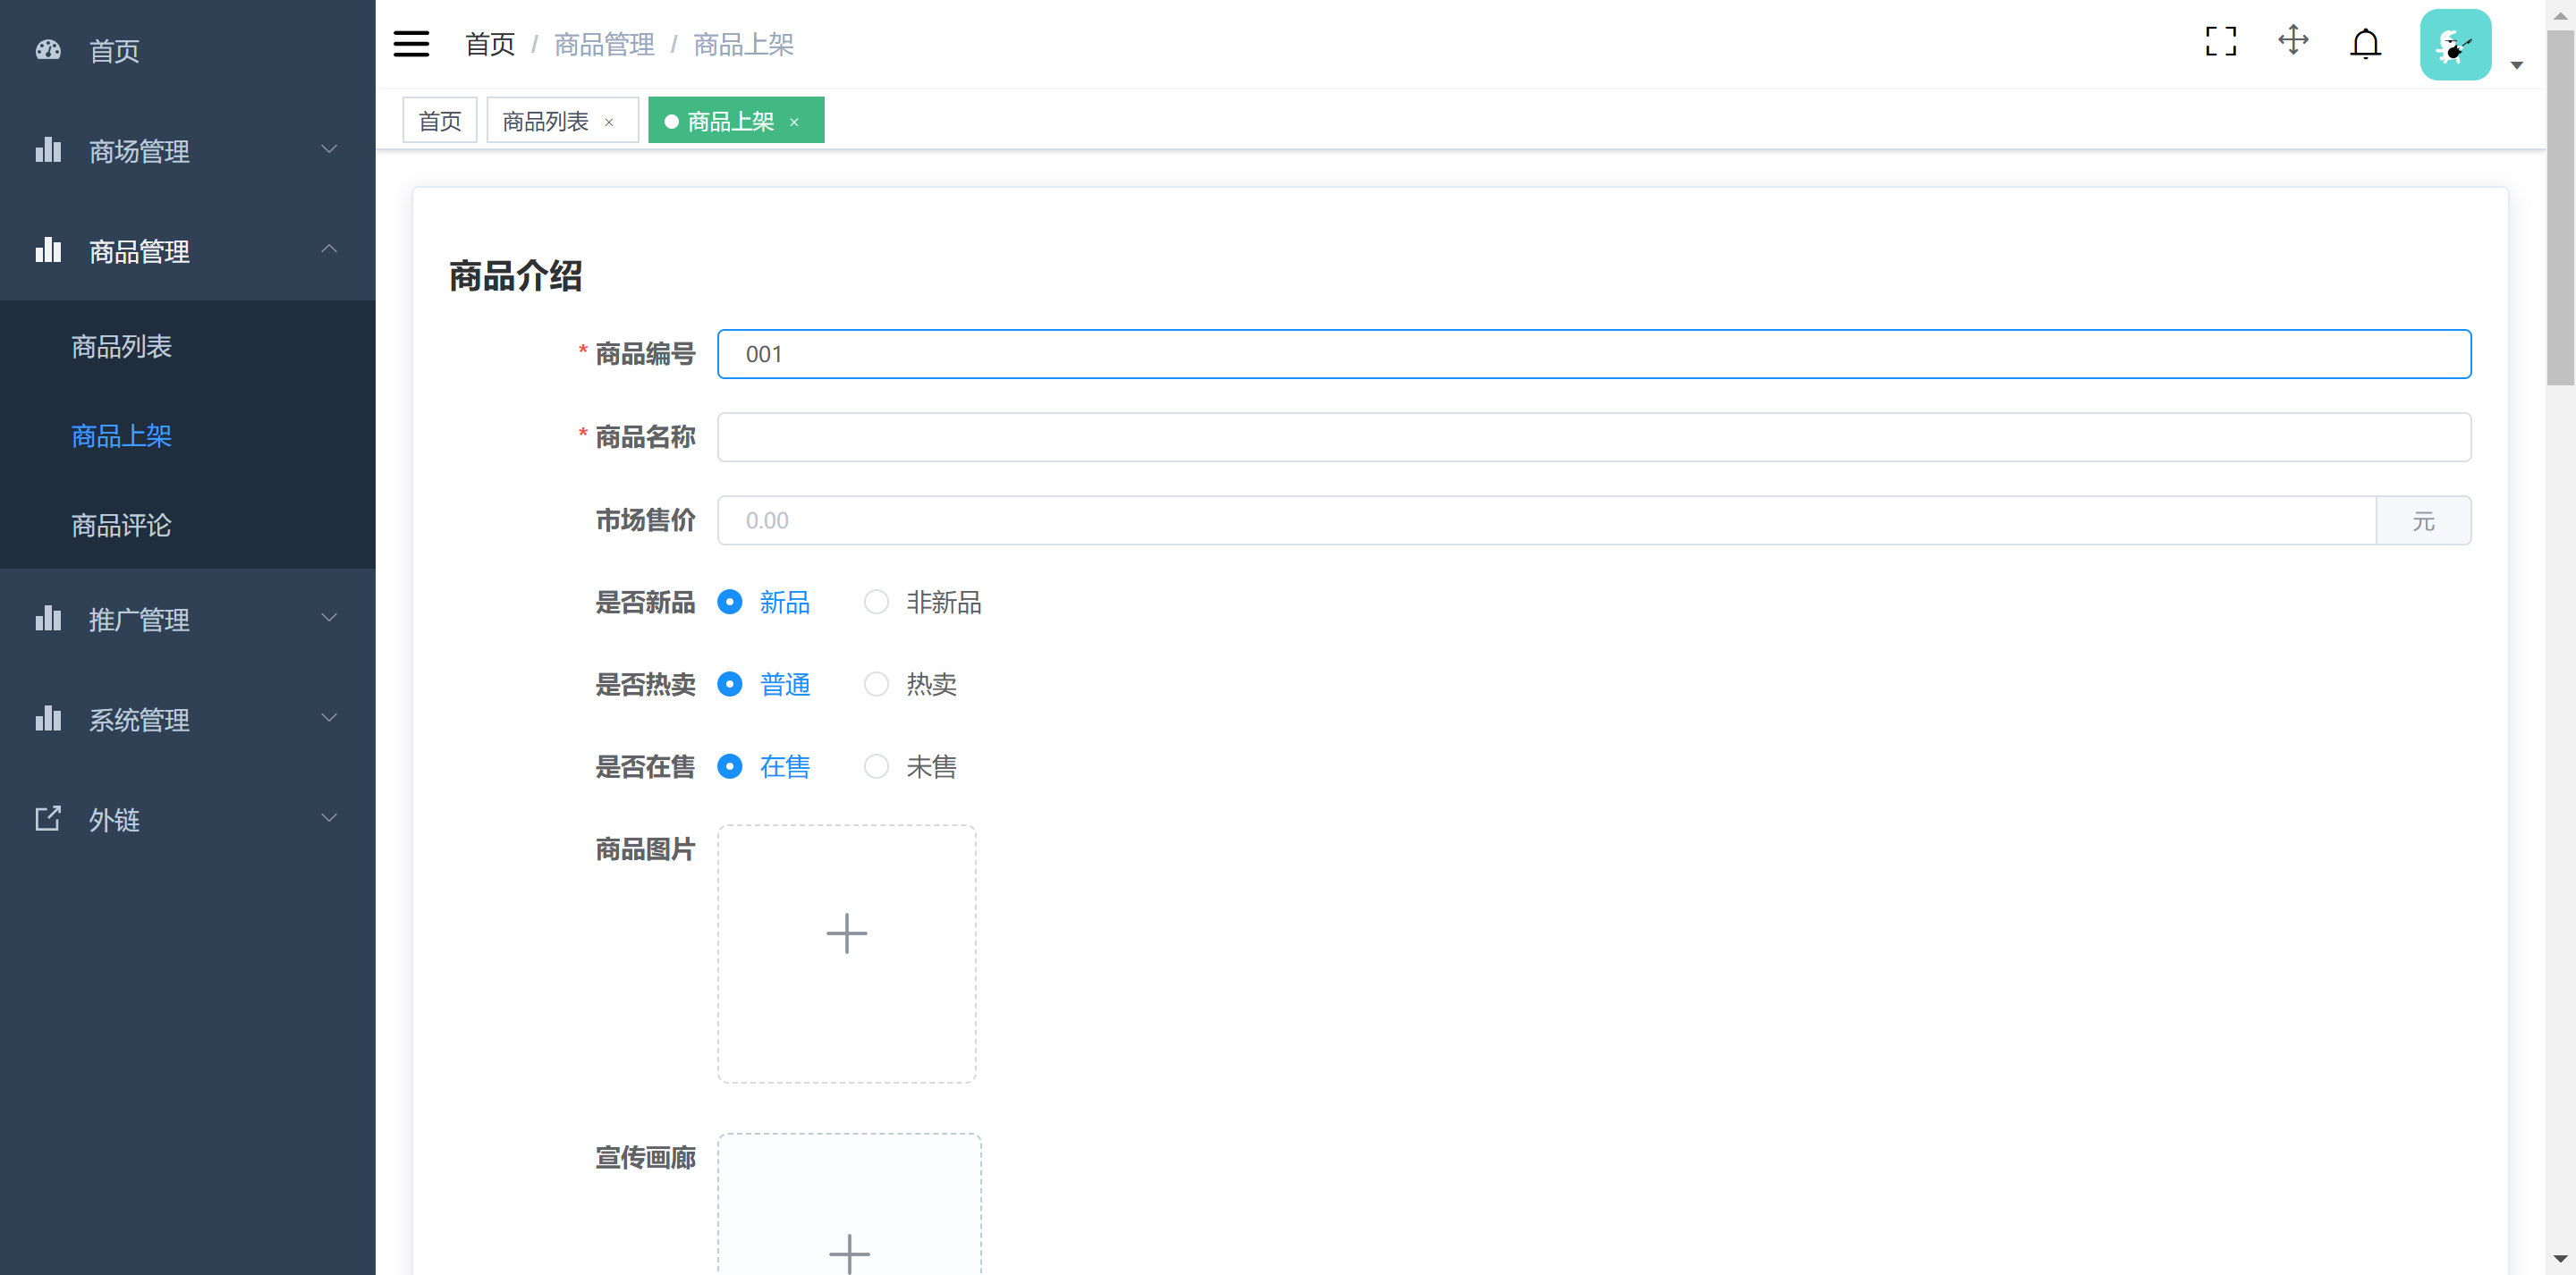 首页
商场管理
商品管理
商品列表
商品上架
商品评论
推广管理
系统管理
外链
首页 / 商品管理 / 商品上架
首页 商品列表 × 商品上架 ×
商品介绍
* 商品编号 001
* 商品名称
市场售价 0.00 元
是否新品 新品 非新品
是否热卖 普通 热卖
是否在售 在售 未售
商品图片
宣传画廊